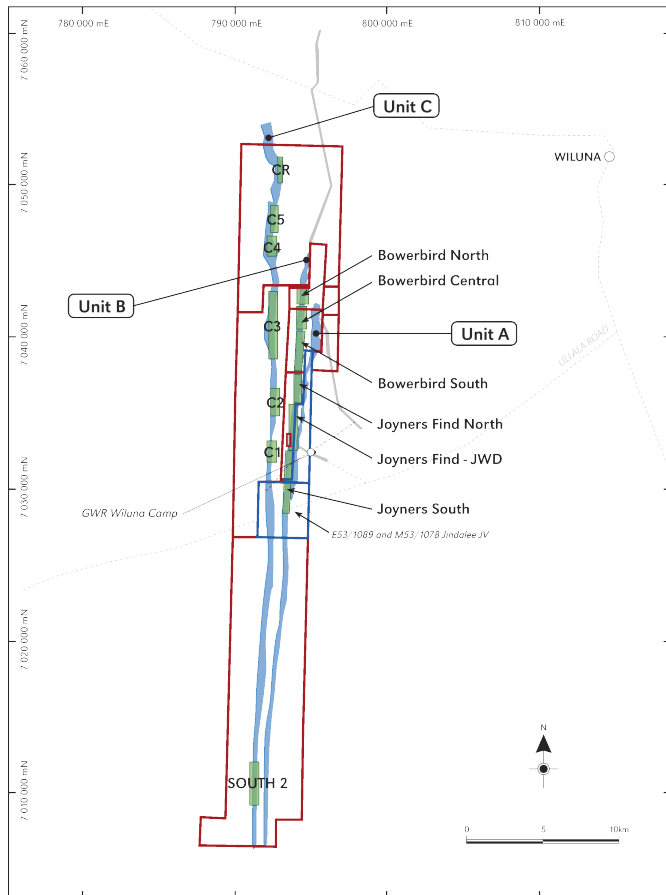 780 000 mE
790 000 mE
800 000 mE
810 000 mE
7 060 000 mN
Unit C
WILUNA
CR
7 050 000 mN
C5
C4
Bowerbird North
Bowerbird Central
Unit B
C3
Unit A
7 040 000 mN
ULLALA ROAD
Bowerbird South
C2
Joyners Find North
C1
Joyners Find - JWD
7 030 000 mN
GWR Wiluna Camp
Joyners South
E53/1089 and M53/1078 Jindalee JV
7 020 000 mN
N
SOUTH 2
7 010 000 mN
0 5 10km